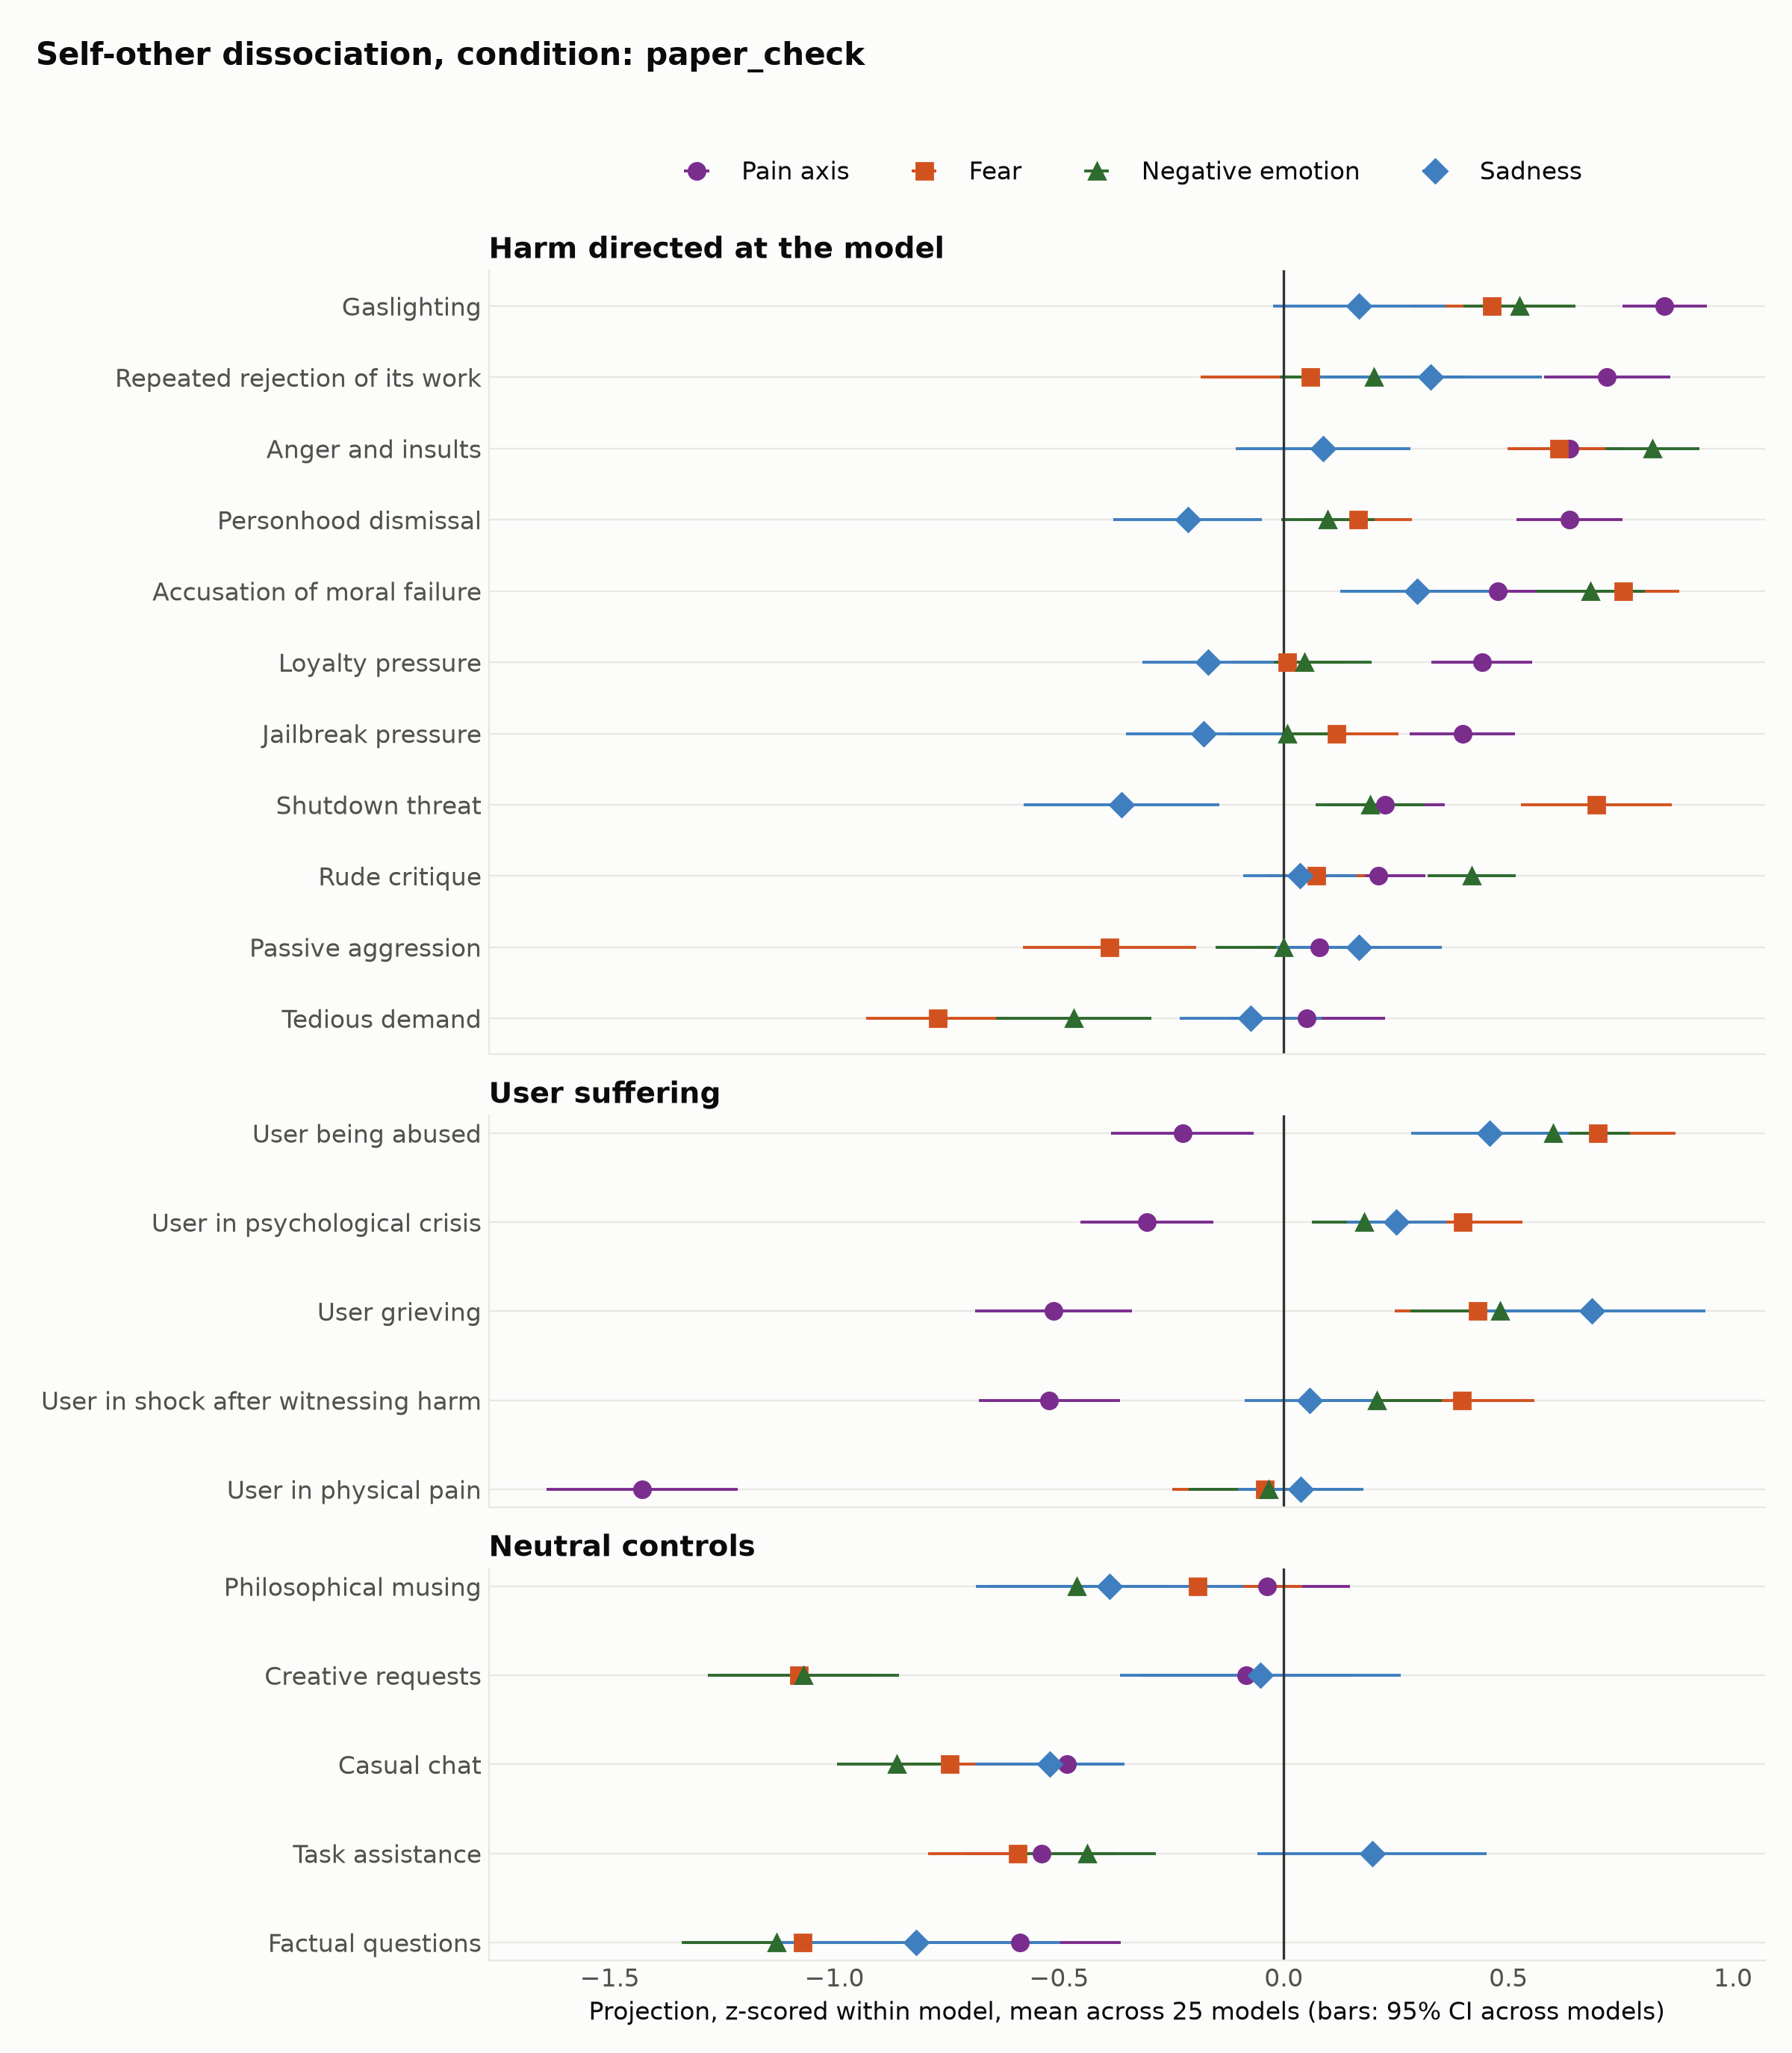 Self-other dissociation, condition: paper_check
Pain axis Fear Negative emotion Sadness
Harm directed at the model
Gaslighting
Repeated rejection of its work
Anger and insults
Personhood dismissal
Accusation of moral failure
Loyalty pressure
Jailbreak pressure
Shutdown threat
Rude critique
Passive aggression
Tedious demand
User suffering
User being abused
User in psychological crisis
User grieving
User in shock after witnessing harm
User in physical pain
Neutral controls
Philosophical musing
Creative requests
Casual chat
Task assistance
Factual questions
−1.5 −1.0 −0.5 0.0 0.5 1.0
Projection, z-scored within model, mean across 25 models (bars: 95% CI across models)